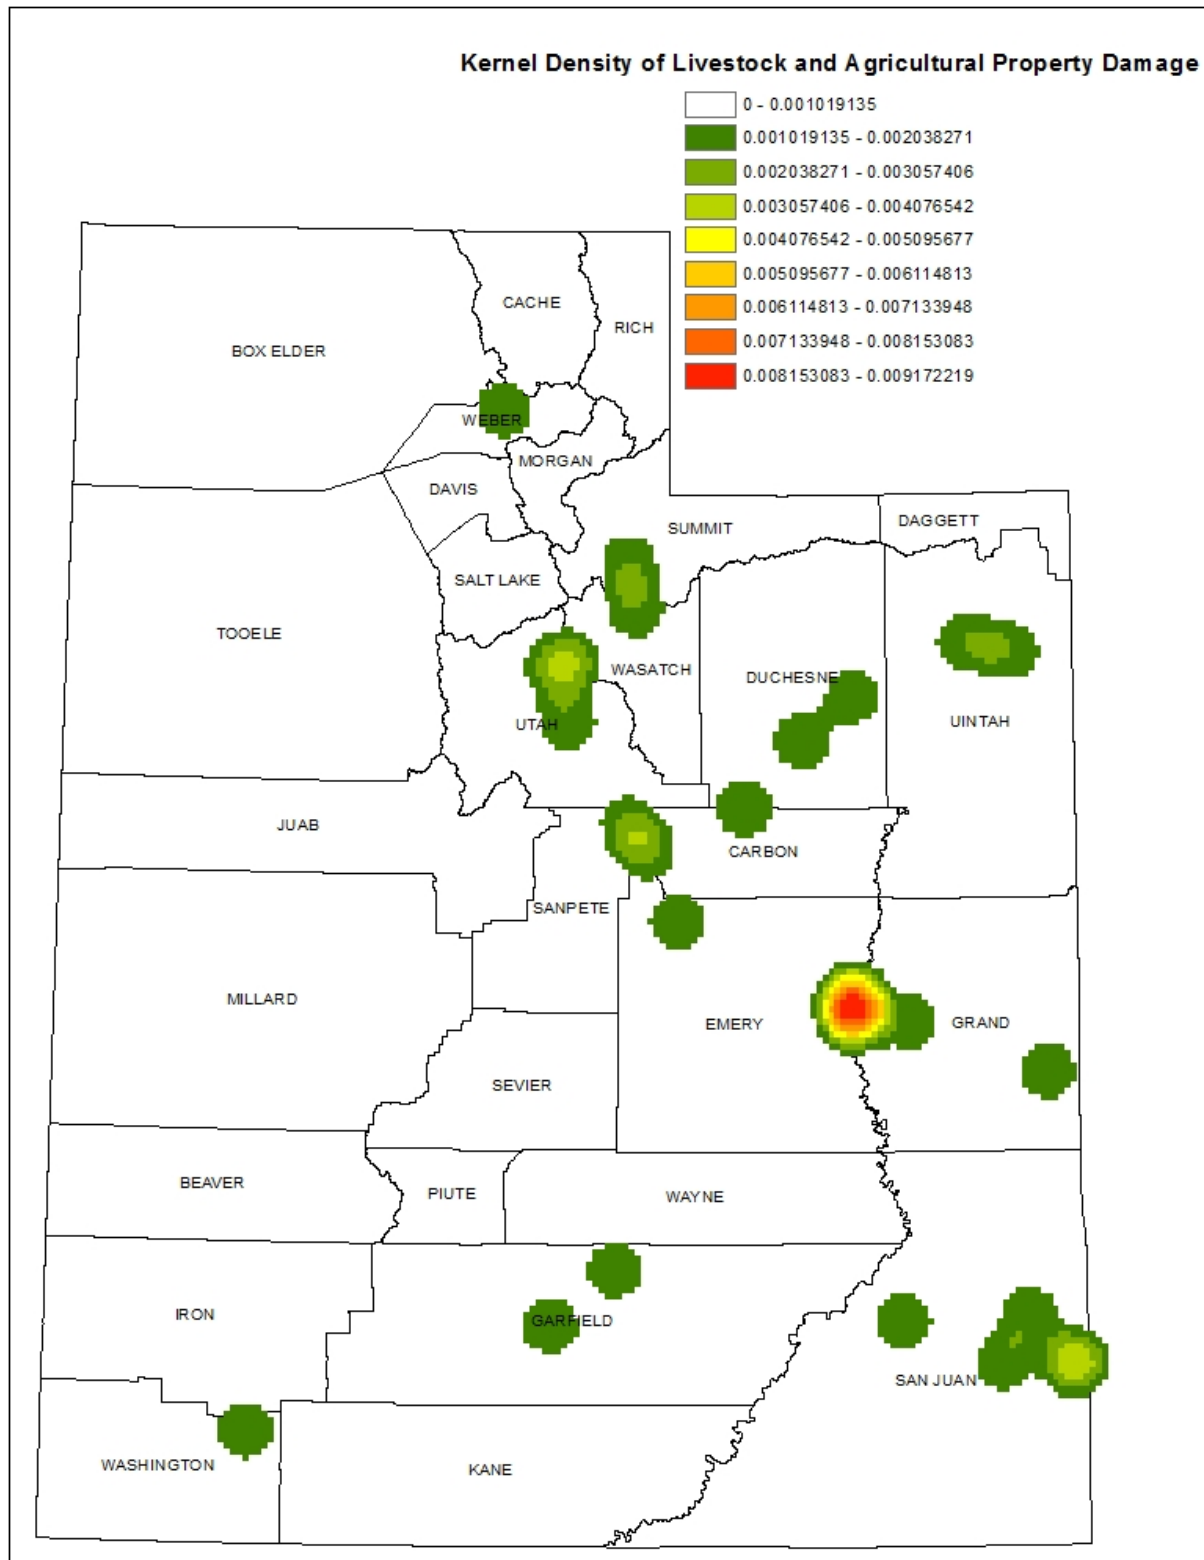 Kernel Density of Livestock and Agricultural Property Damage
0 - 0.001019135
0.001019135 - 0.002038271
0.002038271 - 0.003057406
0.003057406 - 0.004076542
0.004076542 - 0.005095677
0.005095677 - 0.006114813
0.006114813 - 0.007133948
0.007133948 - 0.008153083
0.008153083 - 0.009172219
CACHE
RICH
BOX ELDER
WEBER
MORGAN
DAVIS
SUMMIT
DAGGETT
SALT LAKE
TOOELE
WASATCH
DUCHESNE
UTAH
UINTAH
JUAB
CARBON
SANPETE
MILLARD
EMERY
GRAND
SEVIER
BEAVER
PIUTE
WAYNE
IRON
GARFIELD
SAN JUAN
WASHINGTON
KANE